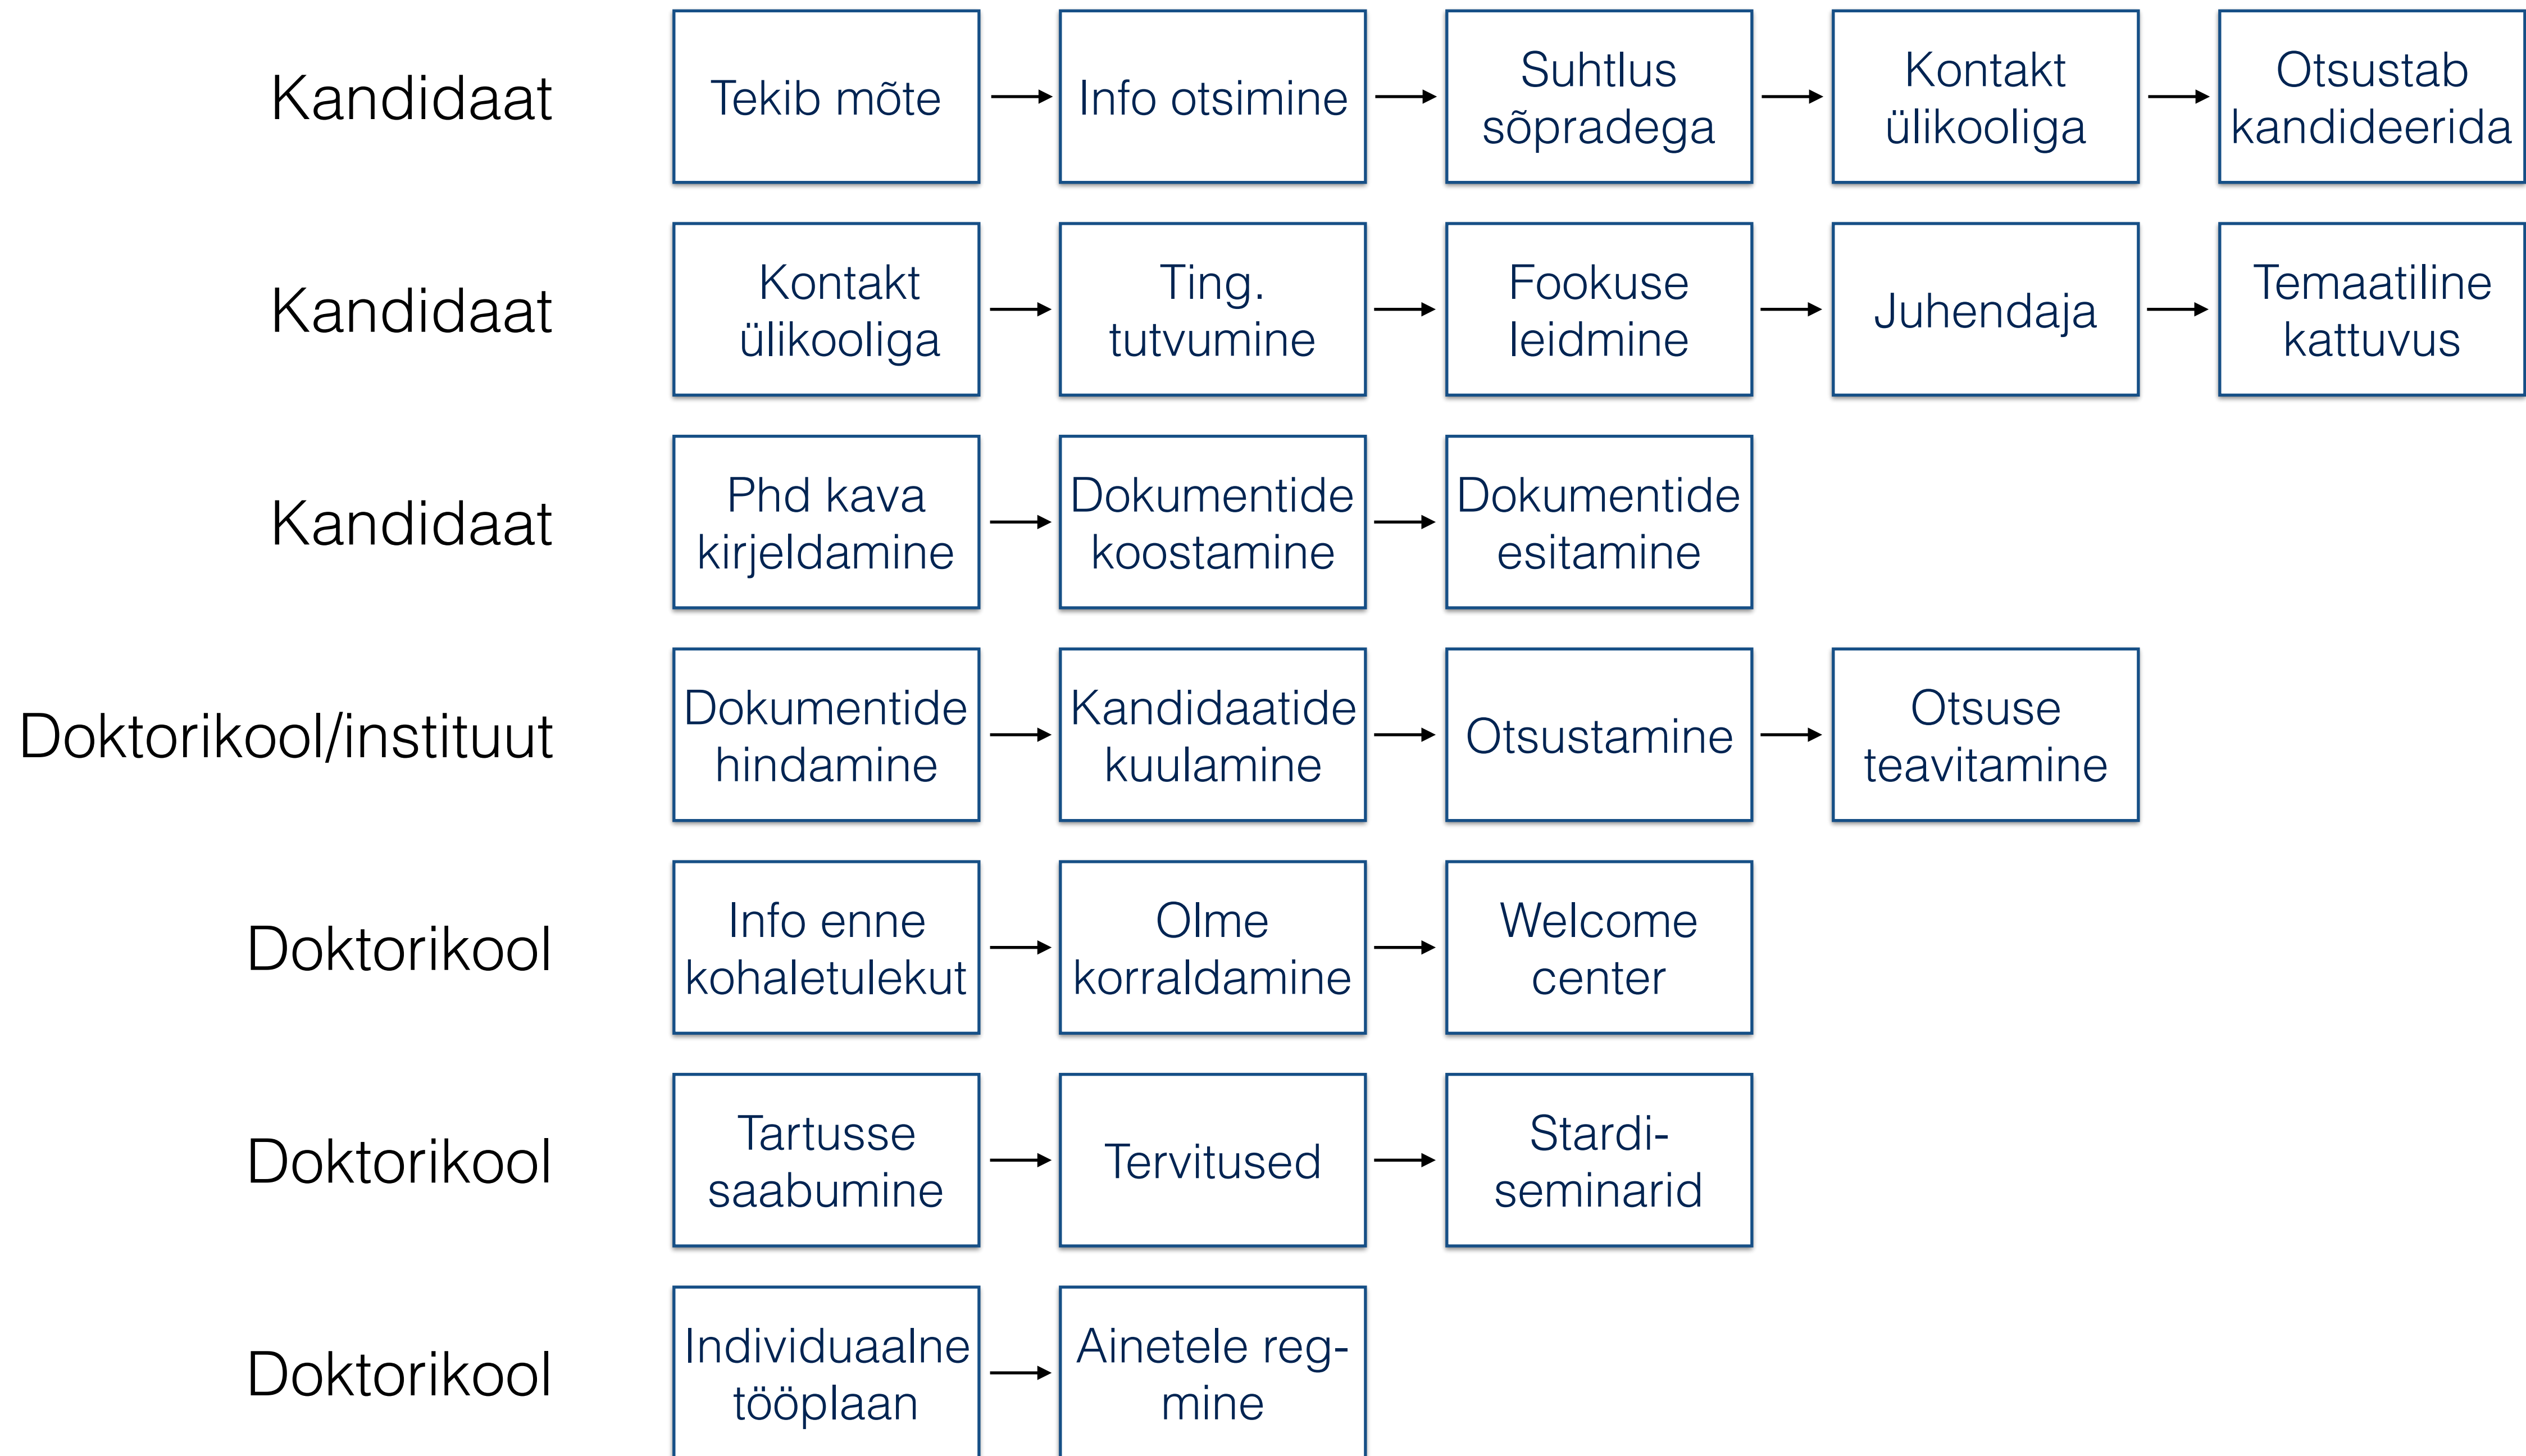 Kandidaat
Tekib mõte
Info otsimine
Suhtlus
sõpradega
Kontakt
ülikooliga
Otsustab
kandideerida
Kandidaat
Kontakt
ülikooliga
Ting.
tutvumine
Fookuse
leidmine
Juhendaja
Temaatiline
kattuvus
Kandidaat
Phd kava
kirjeldamine
Dokumentide
koostamine
Dokumentide
esitamine
Doktorikool/instituut
Dokumentide
hindamine
Kandidaatide
kuulamine
Otsustamine
Otsuse
teavitamine
Doktorikool
Info enne
kohaletulekut
Olme
korraldamine
Welcome
center
Doktorikool
Tartusse
saabumine
Tervitused
Stardi-
seminarid
Doktorikool
Individuaalne
tööplaan
Ainetele reg-
mine